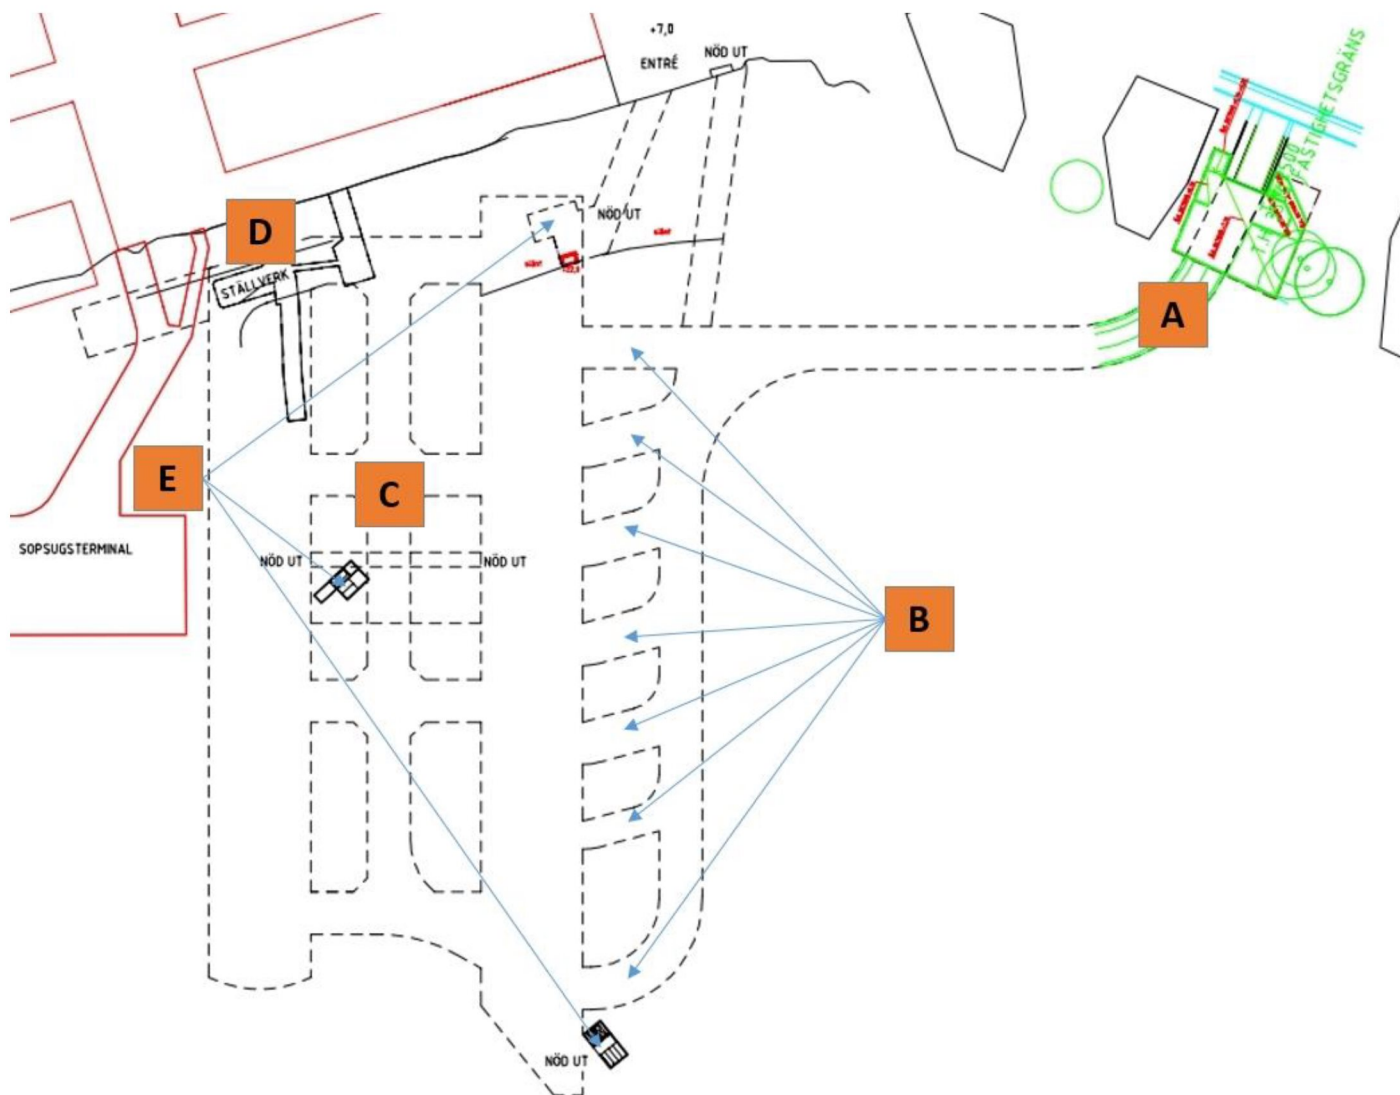 +7,0
ENTRÉ
NÖD UT
FASTIGHETSGRÄNS
NÖD UT
D
STÄLLVERK
A
E
C
SOPSUGSTERMINAL
NÖD UT
NÖD UT
B
NÖD UT